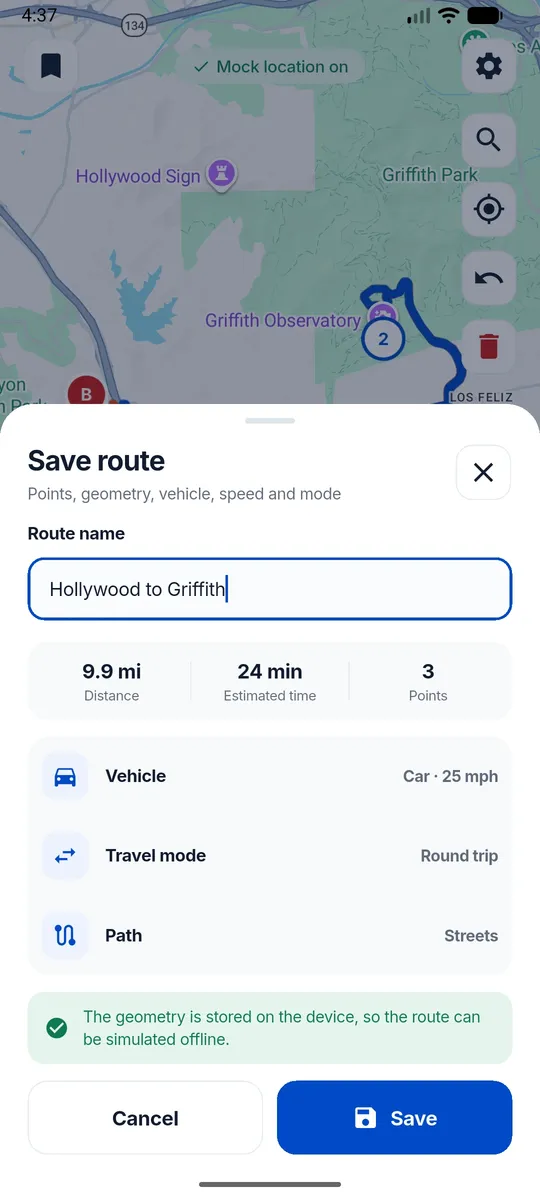 4:37
134
Mock location on
Hollywood Sign
Griffith Park
Griffith Observatory
2
B
LOS FELIZ
Save route
Points, geometry, vehicle, speed and mode
Route name
Hollywood to Griffith
9.9 mi
24 min
3
Distance
Estimated time
Points
Vehicle
Car · 25 mph
Travel mode
Round trip
Path
Streets
The geometry is stored on the device, so the route can
be simulated offline.
Cancel
Save